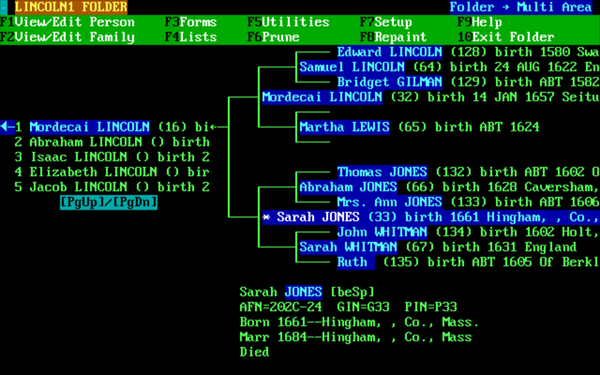 LINCOLN1 FOLDER Folder → Multi Area
F1View/Edit Person F3Forms F5Utilities F7Setup F9Help
F2View/Edit Family F4Lists F6Prune F8Repaint 10Exit Folder
Edward LINCOLN (128) birth 1580 Swa
Samuel LINCOLN (64) birth 24 AUG 1622 En
Bridget GILMAN (129) birth ABT 1582
Mordecai LINCOLN (32) birth 14 JAN 1657 Seitu
1 Mordecai LINCOLN (16) bi← Martha LEWIS (65) birth ABT 1624
2 Abraham LINCOLN () birth
3 Isaac LINCOLN () birth 2
4 Elizabeth LINCOLN () bir Thomas JONES (132) birth ABT 1602 O
5 Jacob LINCOLN () birth 2 Abraham JONES (66) birth 1628 Caversham,
[PgUp]/[PgDn] Mrs. Ann JONES (133) birth ABT 1606
* Sarah JONES (33) birth 1661 Hingham, , Co.,
John WHITMAN (134) birth 1602 Holt,
Sarah WHITMAN (67) birth 1631 England
Ruth (135) birth ABT 1605 Of Berkl
Sarah JONES [beSp]
AFN=202C-24 GIN=G33 PIN=P33
Born 1661--Hingham, , Co., Mass.
Marr 1684--Hingham, , Co., Mass
Died